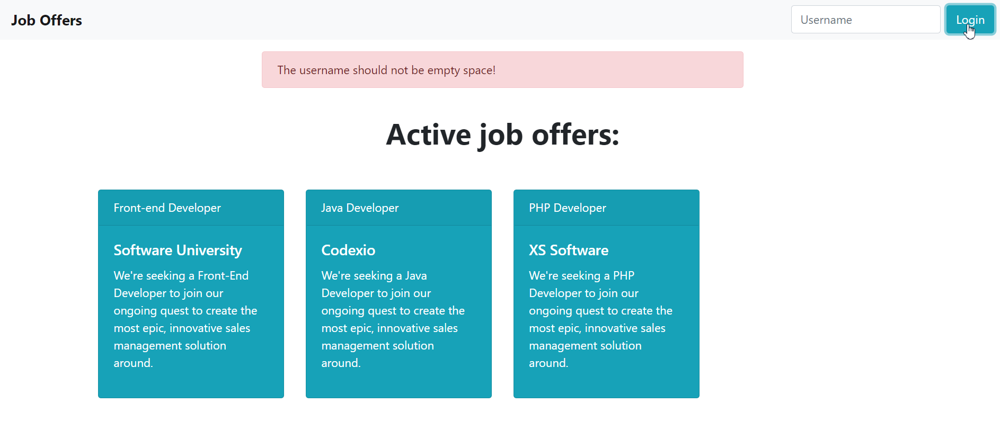 Job Offers
Username
Login
The username should not be empty space!
Active job offers:
Front-end Developer
Software University
We're seeking a Front-End
Developer to join our
ongoing quest to create the
most epic, innovative sales
management solution
around.
Java Developer
Codexio
We're seeking a Java
Developer to join our
ongoing quest to create the
most epic, innovative sales
management solution
around.
PHP Developer
XS Software
We're seeking a PHP
Developer to join our
ongoing quest to create the
most epic, innovative sales
management solution
around.